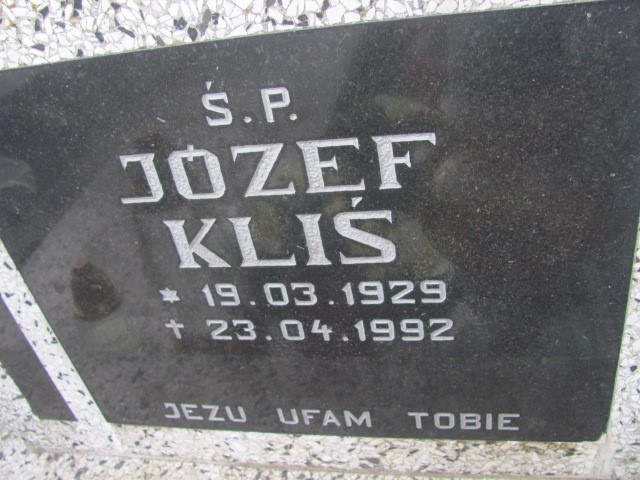 Ś.P.
JÓZEF
KLIŚ
* 19.03.1929
✝ 23.04.1992
JEZU UFAM TOBIE